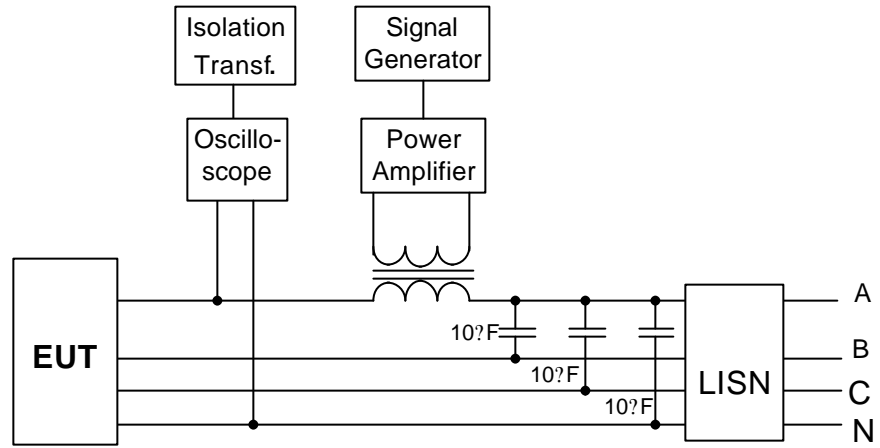 Isolation
Transf.
Signal
Generator
Oscillo-
scope
Power
Amplifier
EUT
10?F
10?F
10?F
LISN
A
B
C
N